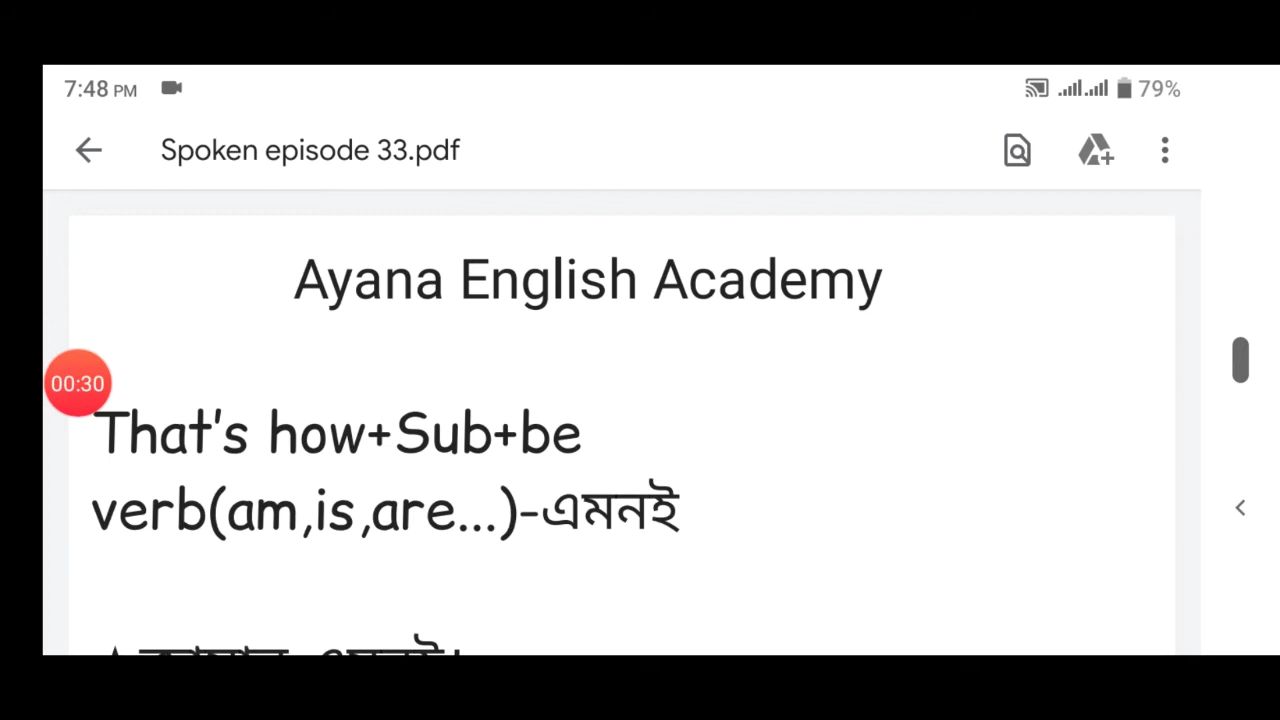 7:48 PM
79%
Spoken episode 33.pdf
Ayana English Academy
00:30
That's how+Sub+be
verb(am,is,are...)-এমনই